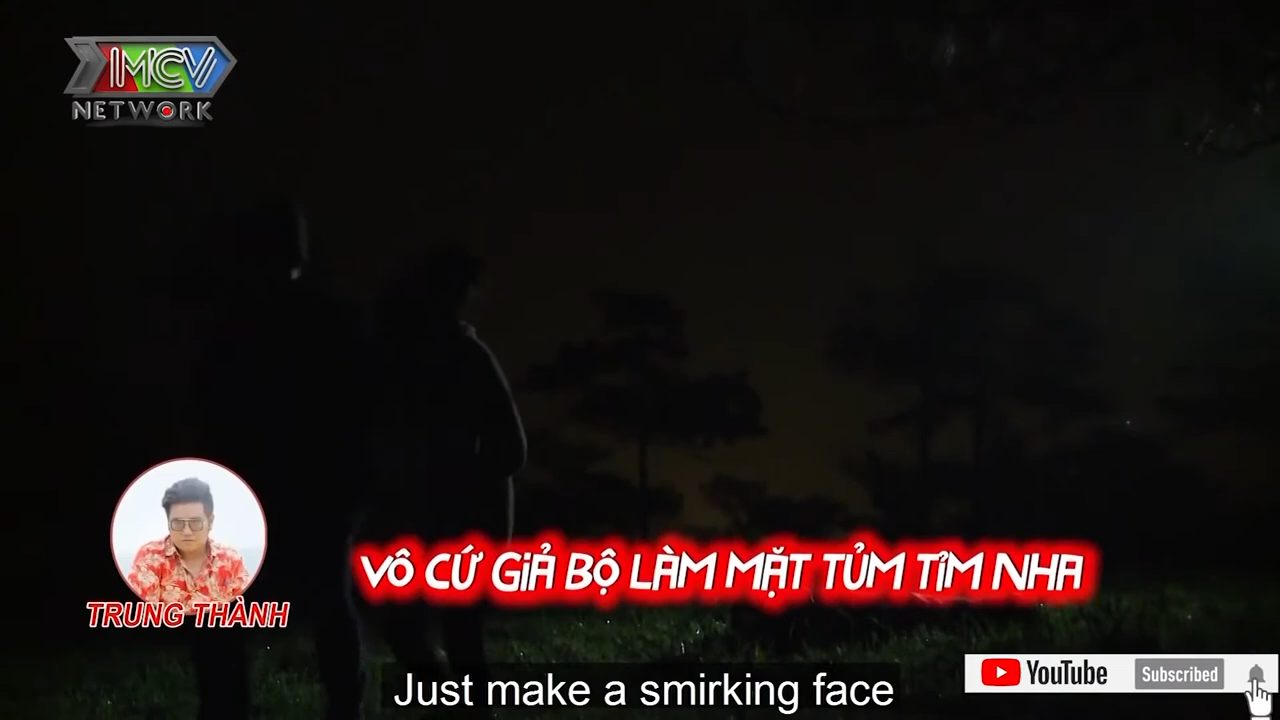 MCV
NETWORK
VÔ CỨ GIẢ BỘ LÀM MẶT TỦM TỈM NHA
TRUNG THÀNH
YouTube Subscribed
Just make a smirking face